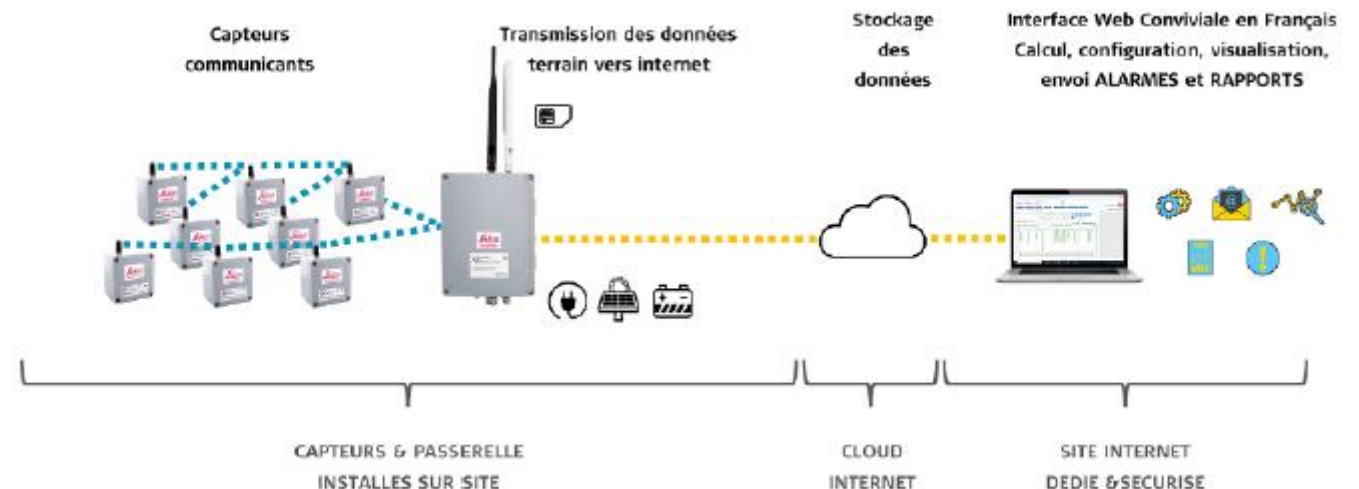 Capteurs
communicants
Transmission des données
terrain vers internet
Stockage
des
données
Interface Web Conviviale en Français
Calcul, configuration, visualisation,
envoi ALARMES et RAPPORTS
CAPTEURS & PASSERELLE
INSTALLES SUR SITE
CLOUD
INTERNET
SITE INTERNET
DEDIE &SECURISE